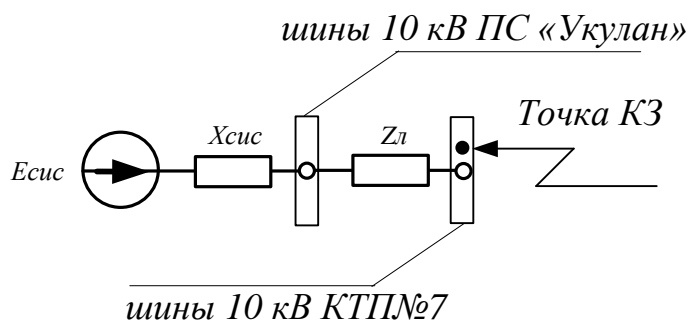 шины 10 кВ ПС «Укулан»
Точка КЗ
Xсис
Zл
Eсис
шины 10 кВ КТП№7